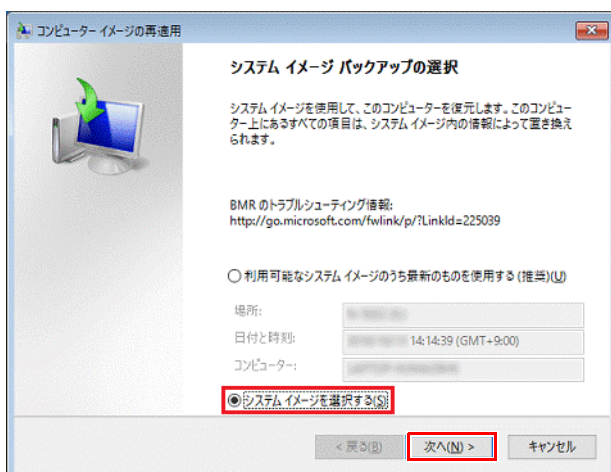 コンピューター イメージの再適用
システム イメージ バックアップの選択
システム イメージを使用して、このコンピューターを復元します。このコンピュー
ター上にあるすべての項目は、システム イメージ内の情報によって置き換え
られます。
BMR のトラブルシューティング情報:
http://go.microsoft.com/fwlink/p/?LinkId=225039
利用可能なシステム イメージのうち最新のものを使用する (推奨)(U)
場所:
日付と時刻:
14:14:39 (GMT+9:00)
コンピューター:
システム イメージを選択する(S)
< 戻る(B)
次へ(N) >
キャンセル